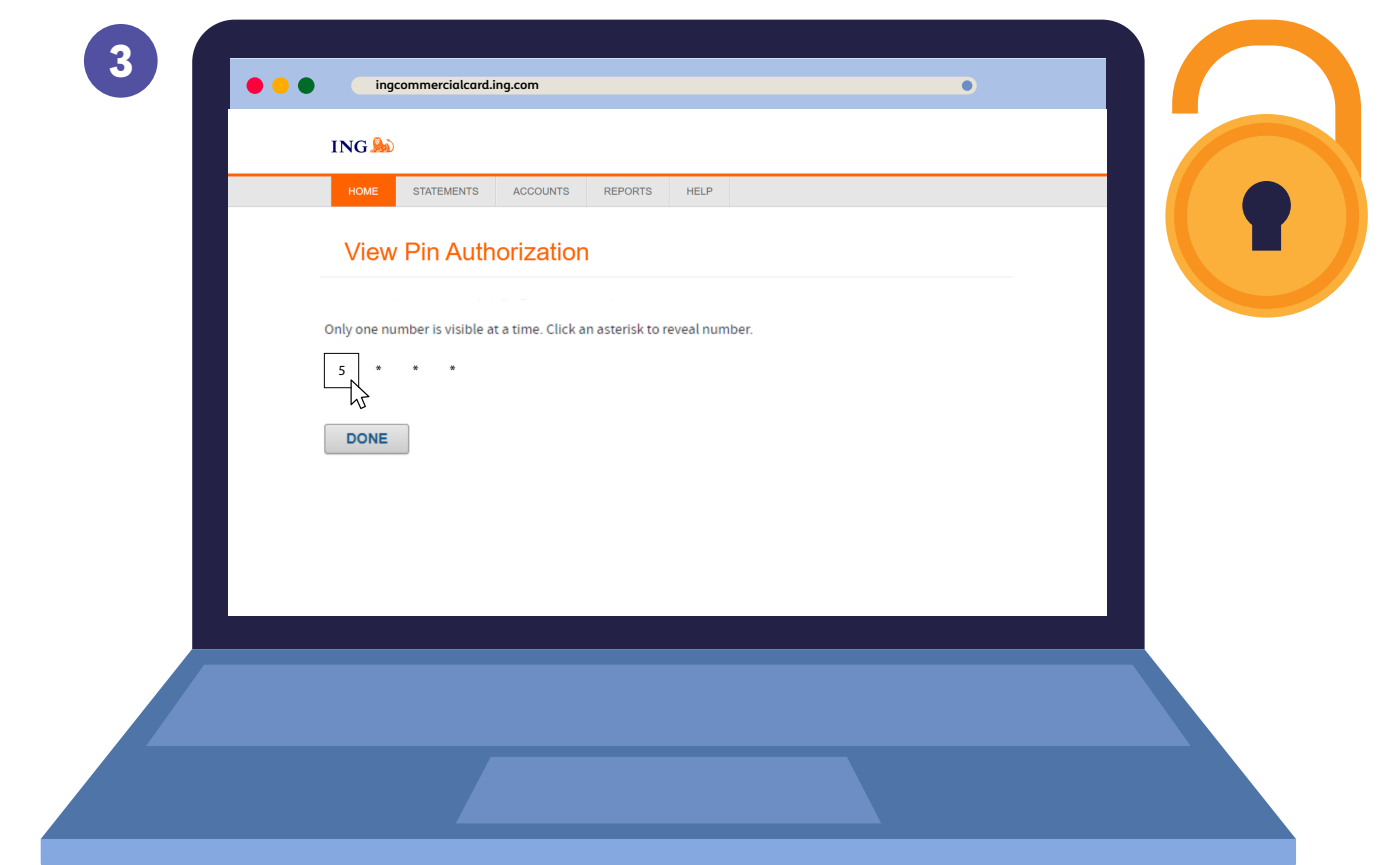 3
ingcommercialcard.ing.com
ING
HOME STATEMENTS ACCOUNTS REPORTS HELP
View Pin Authorization
Only one number is visible at a time. Click an asterisk to reveal number.
5 * * *
DONE